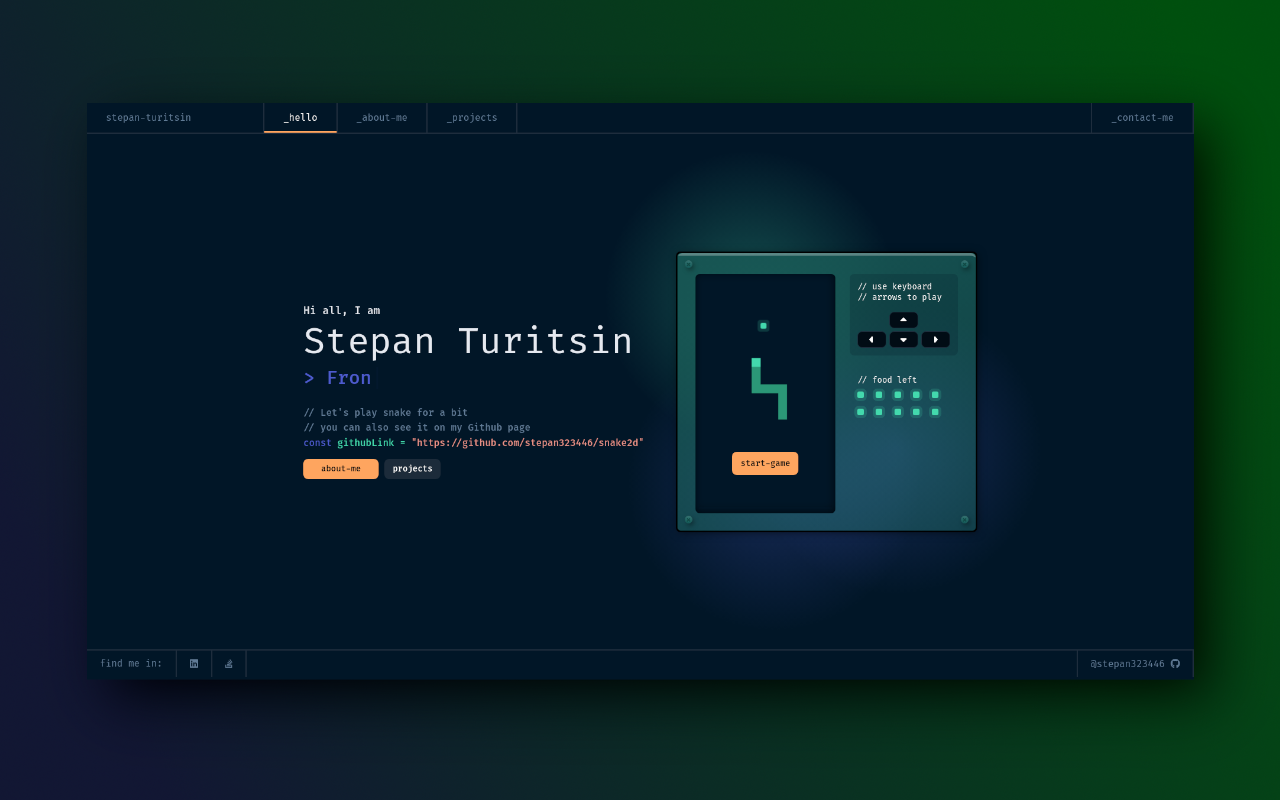 stepan-turitsin
_hello
_about-me
_projects
_contact-me
Hi all, I am
Stepan Turitsin
> Fron
// Let's play snake for a bit
// you can also see it on my Github page
const githubLink = "https://github.com/stepan323446/snake2d"
about-me
projects
start-game
// use keyboard
// arrows to play
// food left
find me in:
@stepan323446